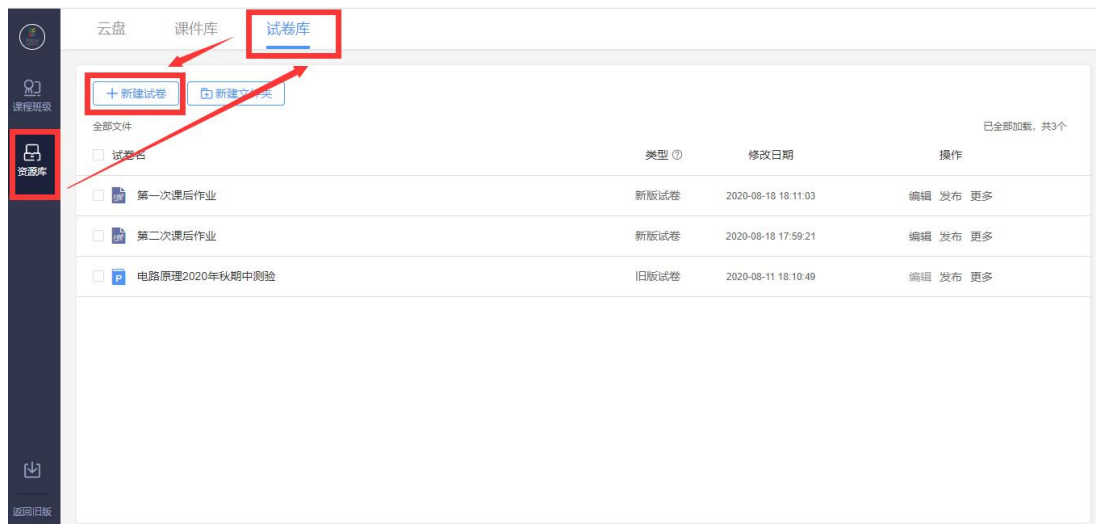 云盘 课件库 试卷库
课程班级
资源库
返回旧版
+ 新建试卷 新建文件夹
全部文件 已全部加载，共3个
试卷名 类型 修改日期 操作
第一次课后作业 新版试卷 2020-08-18 18:11:03 编辑 发布 更多
第二次课后作业 新版试卷 2020-08-18 17:59:21 编辑 发布 更多
P 电路原理2020年秋期中测验 旧版试卷 2020-08-11 18:10:49 编辑 发布 更多